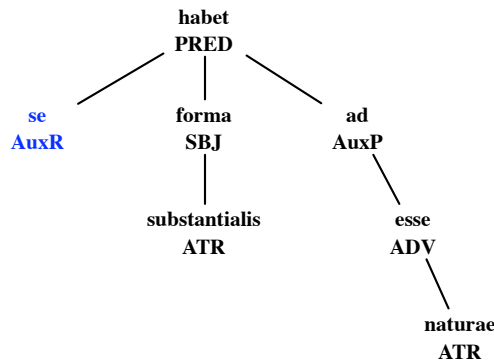 habet
PRED
se forma ad
AuxR SBJ AuxP
substantialis esse
ATR ADV
naturae
ATR